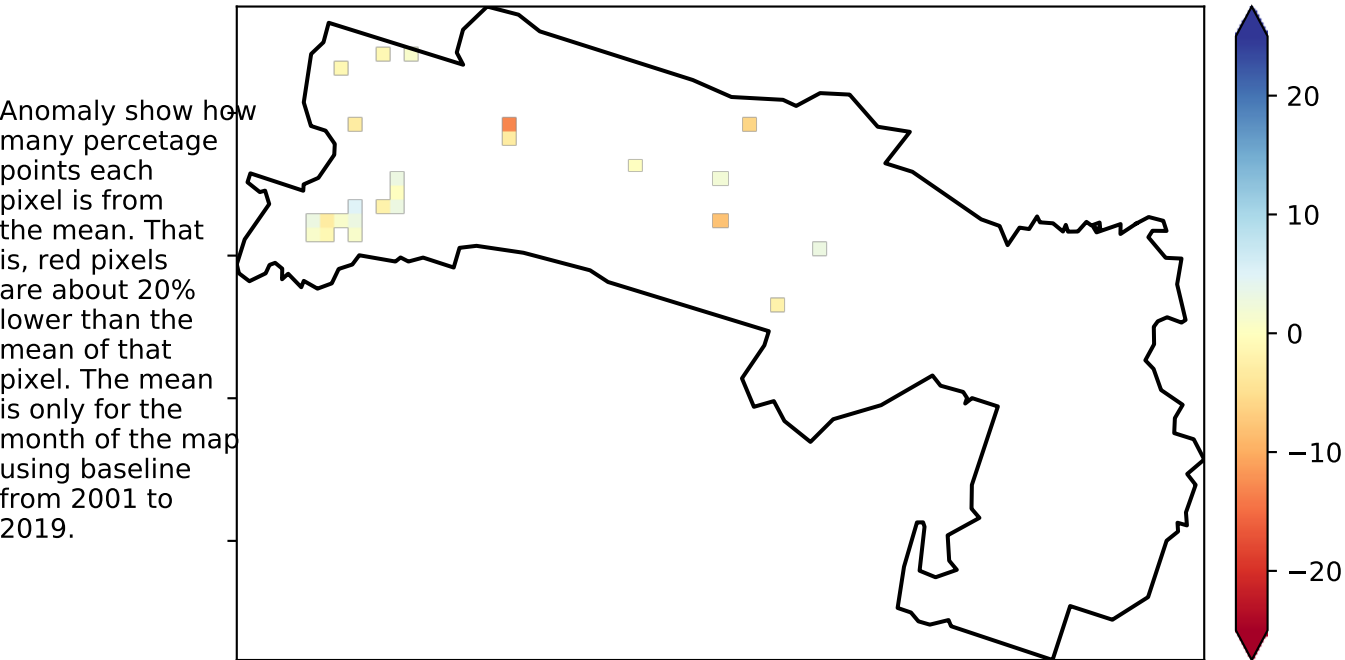 Anomaly show how
many percetage
points each
pixel is from
the mean. That
is, red pixels
are about 20%
lower than the
mean of that
pixel. The mean
is only for the
month of the map
using baseline
from 2001 to
2019.
20
10
0
−10
−20